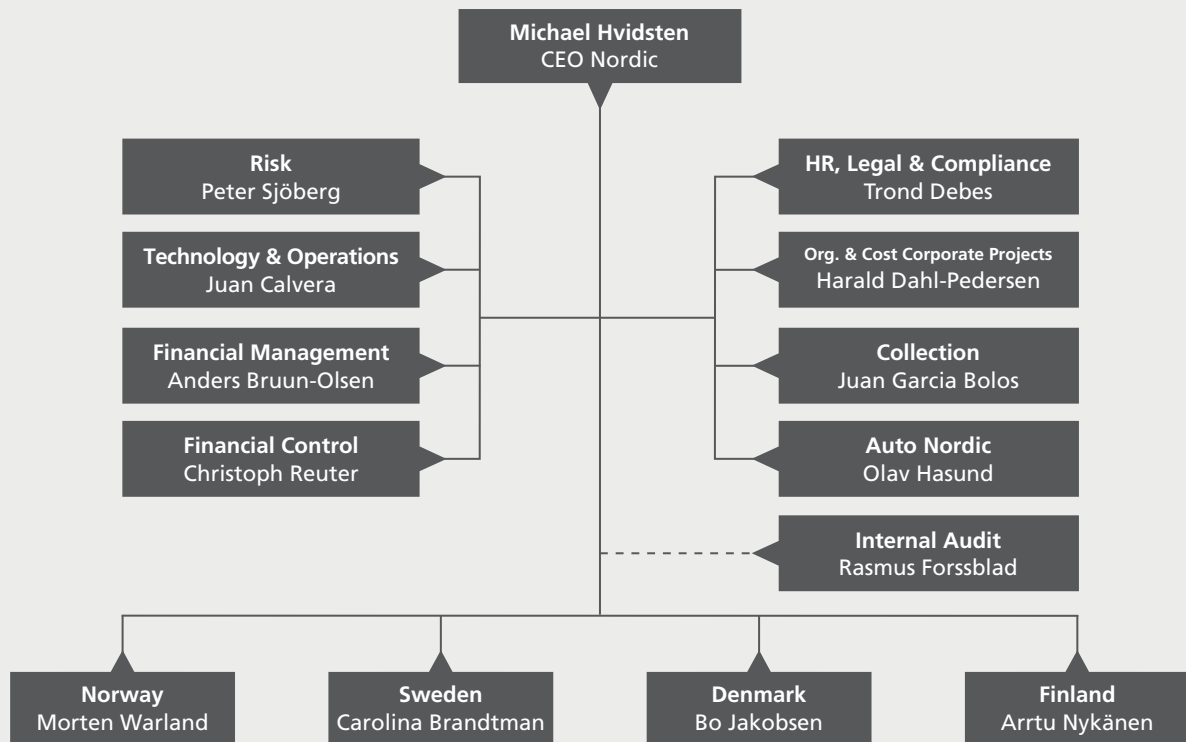 Michael Hvidsten
CEO Nordic
Risk
Peter Sjöberg
HR, Legal & Compliance
Trond Debes
Technology & Operations
Juan Calvera
Org. & Cost Corporate Projects
Harald Dahl-Pedersen
Financial Management
Anders Bruun-Olsen
Collection
Juan Garcia Bolos
Financial Control
Christoph Reuter
Auto Nordic
Olav Hasund
Internal Audit
Rasmus Forssblad
Norway
Morten Warland
Sweden
Carolina Brandtman
Denmark
Bo Jakobsen
Finland
Arrtu Nykänen